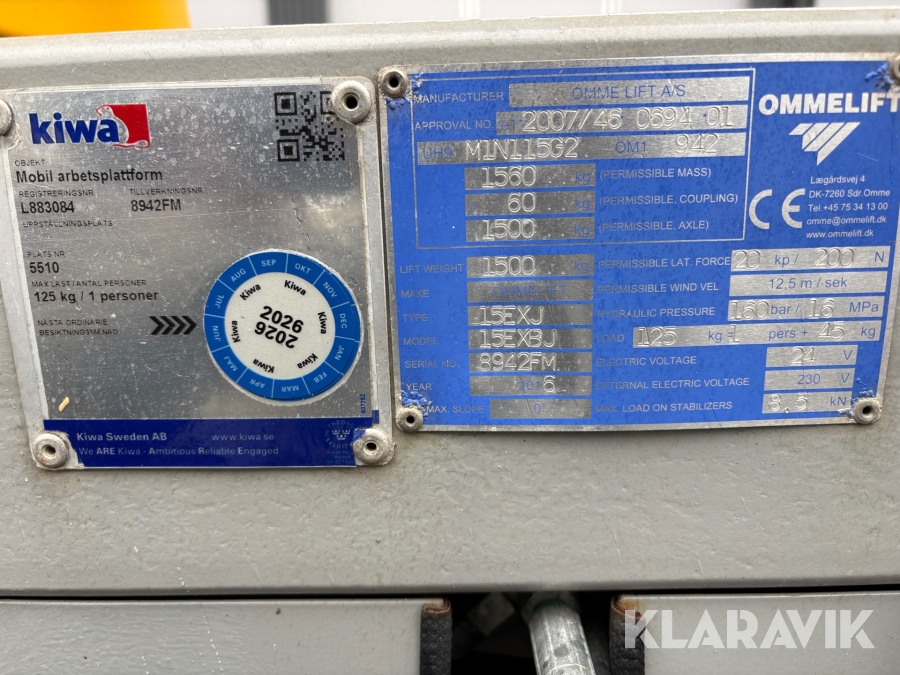 kiwa
OBJEKT
Mobil arbetsplattform
REGISTRERINGSNR TILLVERKNINGSNR
L883084 8942FM
UPPSTÄLLNINGSPLATS
PLATS NR
5510
MAX LAST / ANTAL PERSONER
125 kg / 1 personer
NÄSTA ORDINARIE
BESIKTNINGSMÅNAD
JAN FEB MAR APR MAJ JUN JUL AUG SEP OKT NOV DEC
Kiwa Kiwa Kiwa Kiwa Kiwa
2026
2026
Kiwa Sweden AB www.kiwa.se
We ARE Kiwa - Ambitious Reliable Engaged
MANUFACTURER OMME LIFT A/S
APPROVAL NO. 2007/46 0694 01
M1N115G2 OM1 942
1560 kg (PERMISSIBLE MASS)
60 kg (PERMISSIBLE, COUPLING)
1500 kg (PERMISSIBLE, AXLE)
OMMELIFT
Lægårdsvej 4
DK-7260 Sdr.Omme
Tel.+45 75 34 13 00
omme@ommelift.dk
www.ommelift.dk
CE
LIFT WEIGHT 1500 kg PERMISSIBLE LAT. FORCE 20 kp / 200 N
MAKE PERMISSIBLE WIND VEL 12,5 m / sek
TYPE 15EXJ HYDRAULIC PRESSURE 160 bar / 16 MPa
MODEL 15EXBJ LOAD 125 kg 1 pers + 45 kg
SERIAL NO. 8942FM ELECTRIC VOLTAGE 24 V
YEAR 2016 EXTERNAL ELECTRIC VOLTAGE 230 V
MAX. SLOPE MAX. LOAD ON STABILIZERS kN
KLARAVIK